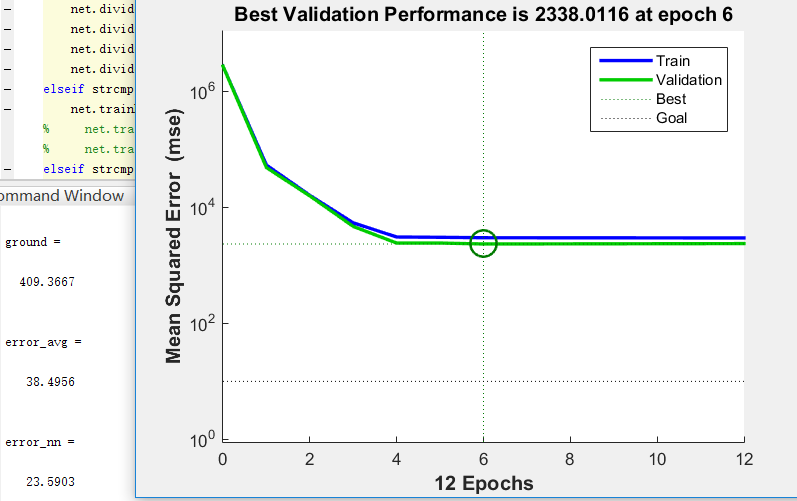 net.divid
net.divid
net.divid
net.divid
elseif strcmp
net.train
% net.tra
% net.tra
elseif strcmp
ommand Window
ground =
409.3667
error_avg =
38.4956
error_nn =
23.5903
Best Validation Performance is 2338.0116 at epoch 6
Mean Squared Error (mse)
10^6
10^4
10^2
10^0
Train
Validation
Best
Goal
0 2 4 6 8 10 12
12 Epochs